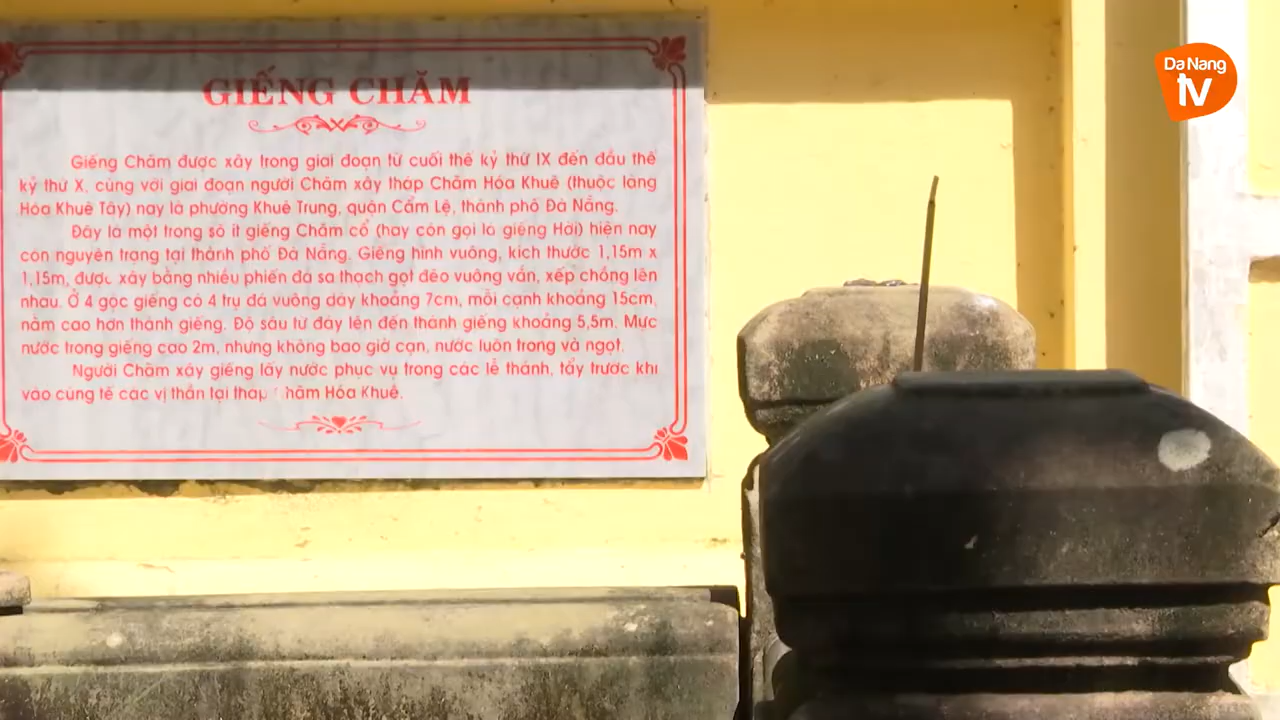 Da Nang
tv
GIẾNG CHĂM
Giếng Chăm được xây trong giai đoạn từ cuối thế kỷ thứ IX đến đầu thế
kỷ thứ X, cùng với giai đoạn người Chăm xây tháp Chăm Hóa Khuê (thuộc làng
Hóa Khuê Tây) nay là phường Khuê Trung, quận Cẩm Lệ, thành phố Đà Nẵng.
Đây là một trong số ít giếng Chăm cổ (hay còn gọi là giếng Hời) hiện nay
còn nguyên trạng tại thành phố Đà Nẵng. Giếng hình vuông, kích thước 1,15m x
1,15m, được xây bằng nhiều phiến đá sa thạch gọt đẽo vuông vắn, xếp chồng lên
nhau. Ở 4 góc giếng có 4 trụ đá vuông dày khoảng 7cm, mỗi cạnh khoảng 15cm,
nằm cao hơn thành giếng. Độ sâu từ đáy lên đến thành giếng khoảng 5,5m. Mực
nước trong giếng cao 2m, nhưng không bao giờ cạn, nước luôn trong và ngọt.
Người Chăm xây giếng lấy nước phục vụ trong các lễ thánh, tẩy trước khi
vào cúng tế các vị thần tại tháp hăm Hóa Khuê.